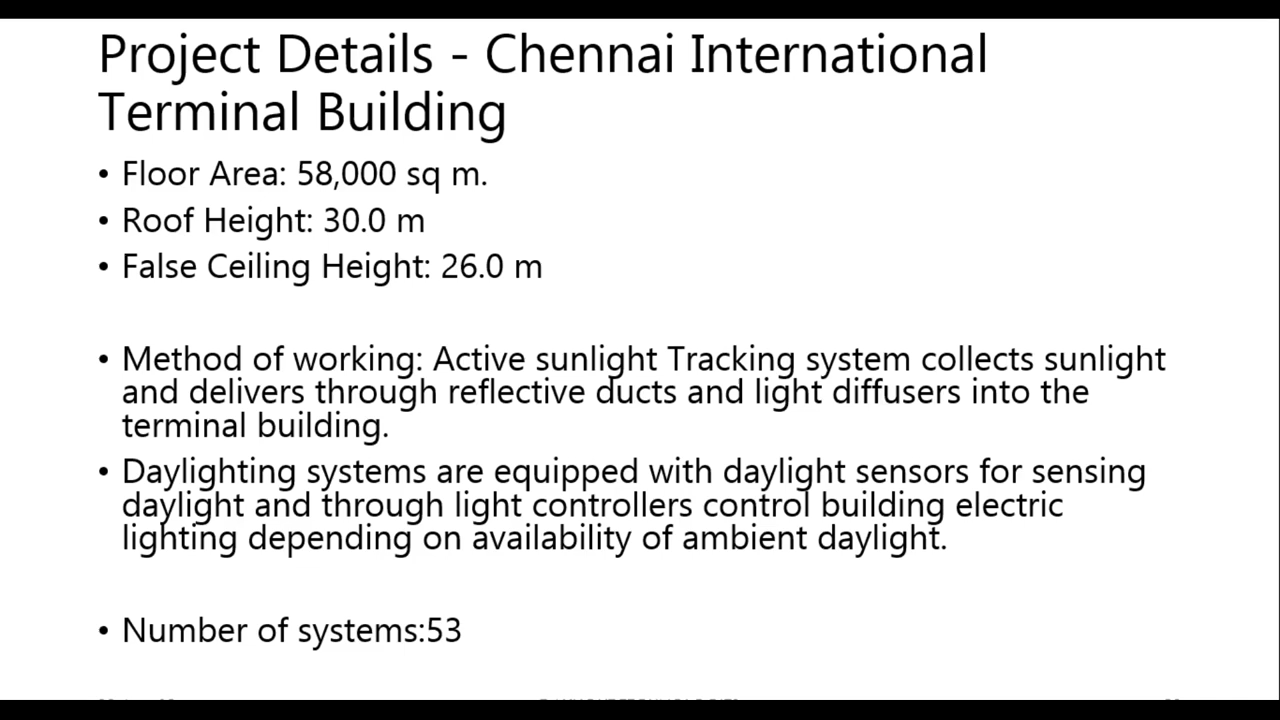 Project Details - Chennai International
Terminal Building
• Floor Area: 58,000 sq m.
• Roof Height: 30.0 m
• False Ceiling Height: 26.0 m
• Method of working: Active sunlight Tracking system collects sunlight
and delivers through reflective ducts and light diffusers into the
terminal building.
• Daylighting systems are equipped with daylight sensors for sensing
daylight and through light controllers control building electric
lighting depending on availability of ambient daylight.
• Number of systems:53